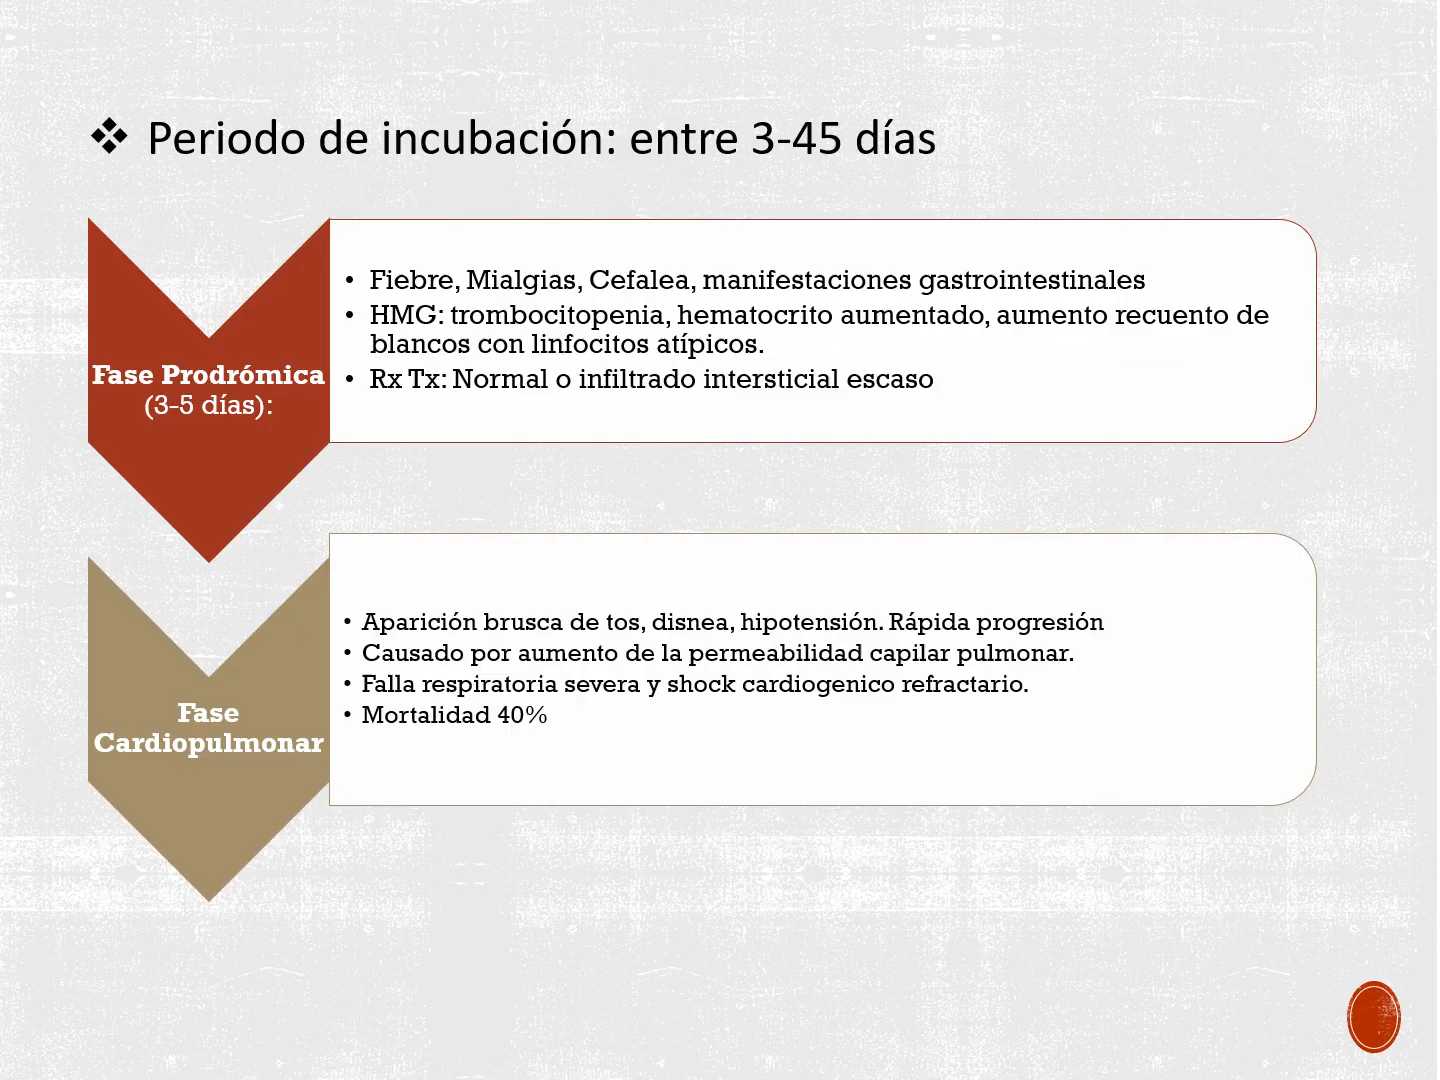 ❖ Periodo de incubación: entre 3-45 días
Fase Prodrómica
(3-5 días):
• Fiebre, Mialgias, Cefalea, manifestaciones gastrointestinales
• HMG: trombocitopenia, hematocrito aumentado, aumento recuento de
blancos con linfocitos atípicos.
• Rx Tx: Normal o infiltrado intersticial escaso
Fase
Cardiopulmonar
• Aparición brusca de tos, disnea, hipotensión. Rápida progresión
• Causado por aumento de la permeabilidad capilar pulmonar.
• Falla respiratoria severa y shock cardiogenico refractario.
• Mortalidad 40%